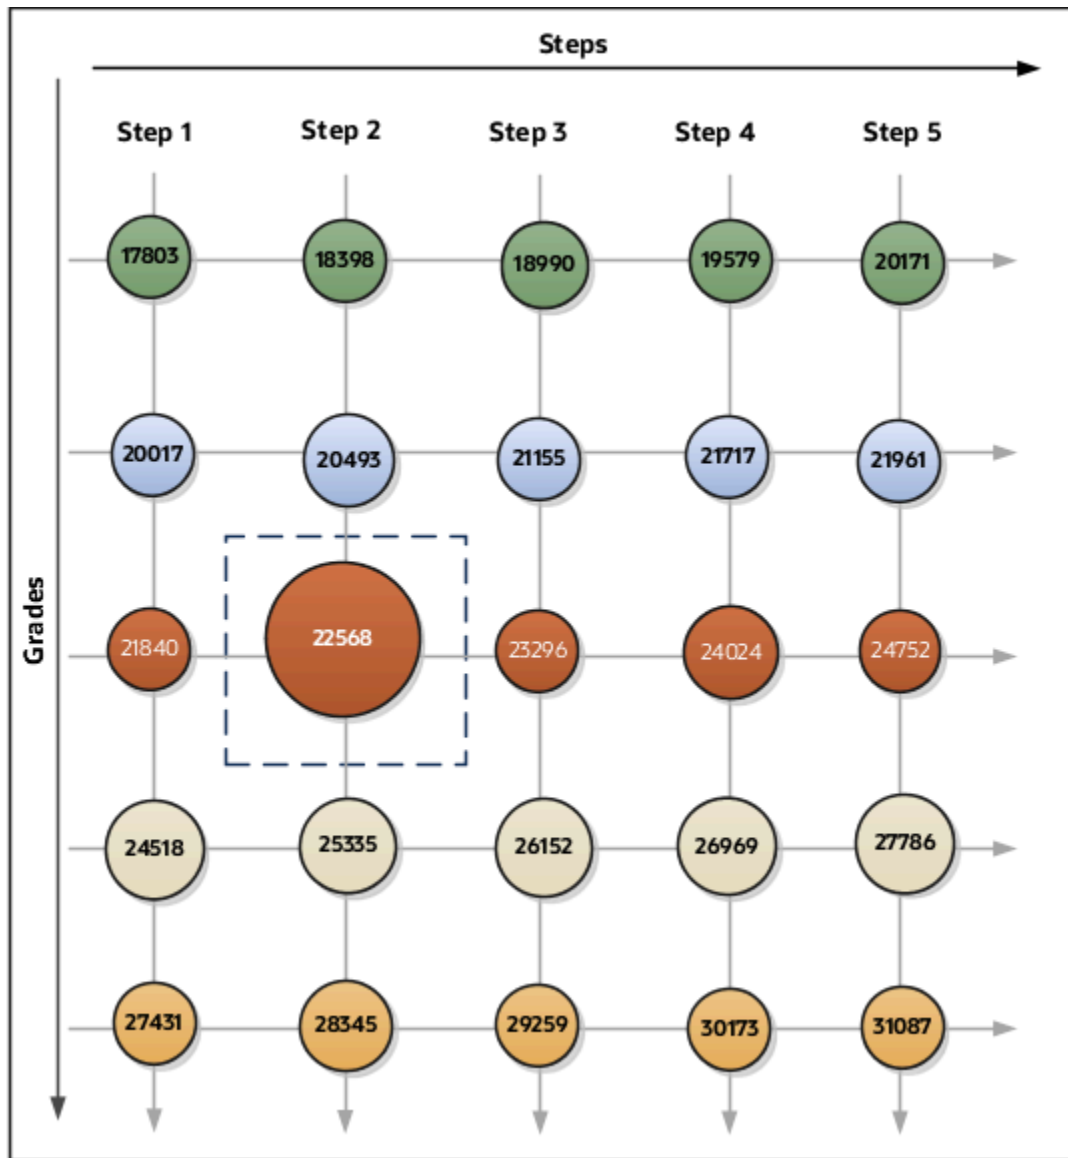 Steps
Step 1 Step 2 Step 3 Step 4 Step 5
17803 18398 18990 19579 20171
20017 20493 21155 21717 21961
Grades
21840 22568 23296 24024 24752
24518 25335 26152 26969 27786
27431 28345 29259 30173 31087